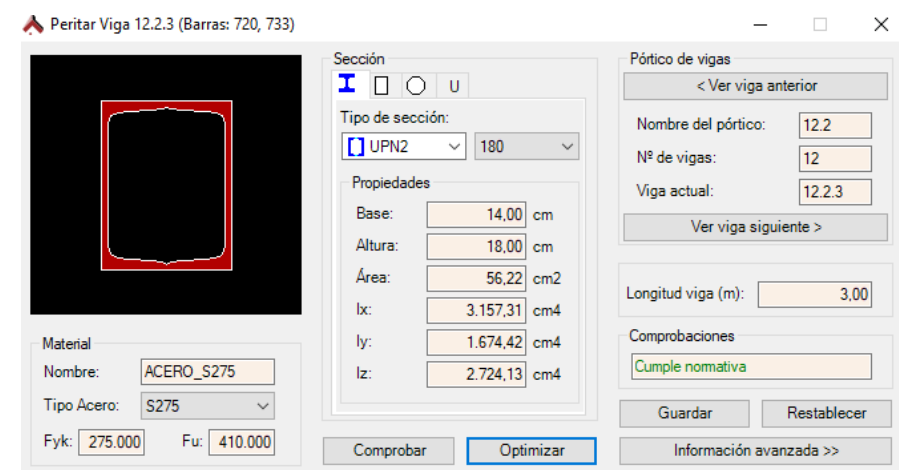 Peritar Viga 12.2.3 (Barras: 720, 733)
Material
Nombre: ACERO_S275
Tipo Acero: S275
Fyk: 275.000 Fu: 410.000
Sección
U
Tipo de sección:
UPN2 180
Propiedades
Base: 14,00 cm
Altura: 18,00 cm
Área: 56,22 cm2
Ix: 3.157,31 cm4
Iy: 1.674,42 cm4
Iz: 2.724,13 cm4
Comprobar Optimizar
Pórtico de vigas
< Ver viga anterior
Nombre del pórtico: 12.2
Nº de vigas: 12
Viga actual: 12.2.3
Ver viga siguiente >
Longitud viga (m): 3,00
Comprobaciones
Cumple normativa
Guardar Restablecer
Información avanzada >>